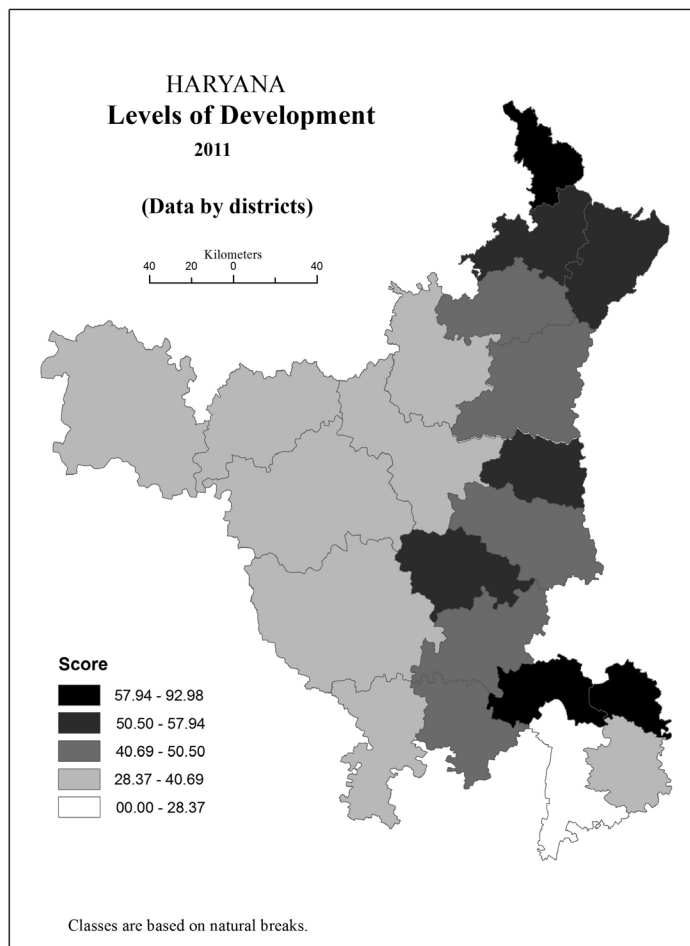 HARYANA
Levels of Development
2011
(Data by districts)
Kilometers
40 20 0 40
Score
57.94 - 92.98
50.50 - 57.94
40.69 - 50.50
28.37 - 40.69
00.00 - 28.37
Classes are based on natural breaks.